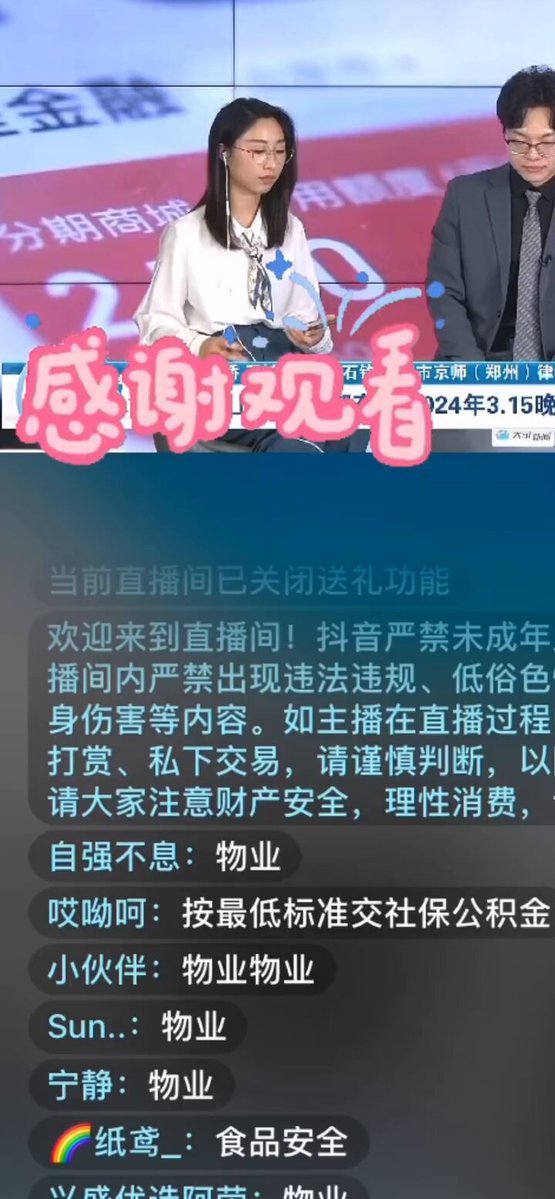 金融
分期商城
用额度
石
市京师（郑州）律
感谢观看
024年3.15晚
大河新闻
当前直播间已关闭送礼功能
欢迎来到直播间！抖音严禁未成年
播间内严禁出现违法违规、低俗色
身伤害等内容。如主播在直播过程
打赏、私下交易，请谨慎判断，以
请大家注意财产安全，理性消费，
自强不息：物业
哎呦呵：按最低标准交社保公积金
小伙伴：物业物业
Sun..：物业
宁静：物业
🌈纸鸢_：食品安全
兴盛优选阿荣：物业